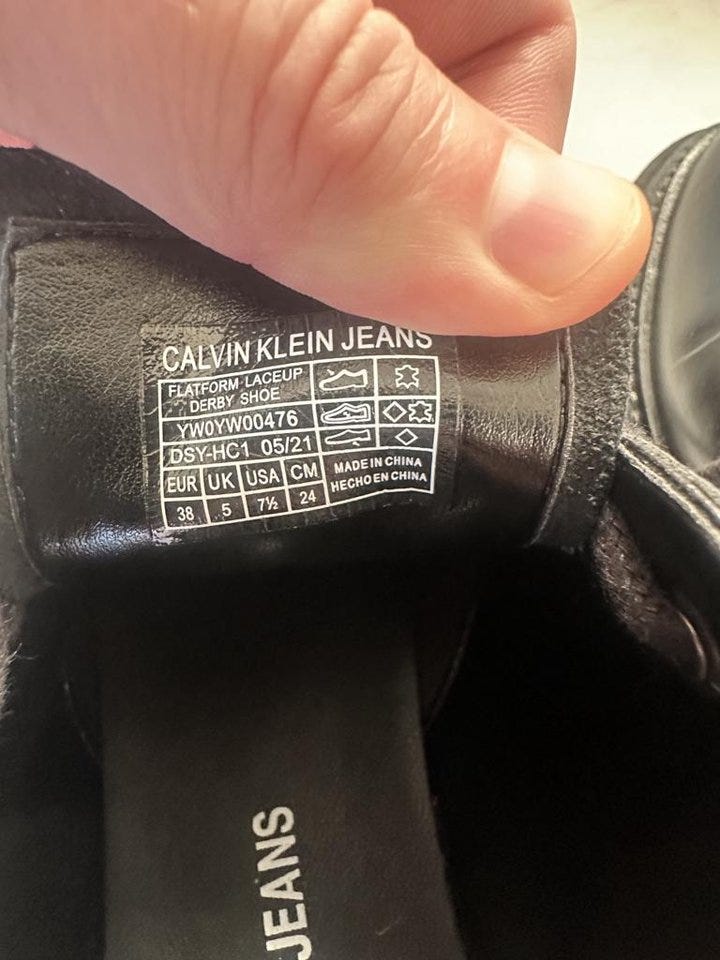 CALVIN KLEIN JEANS
FLATFORM LACEUP
DERBY SHOE
YW0YW00476
DSY-HC1 05/21
EUR UK USA CM
38 5 7½ 24
MADE IN CHINA
HECHO EN CHINA
JEANS